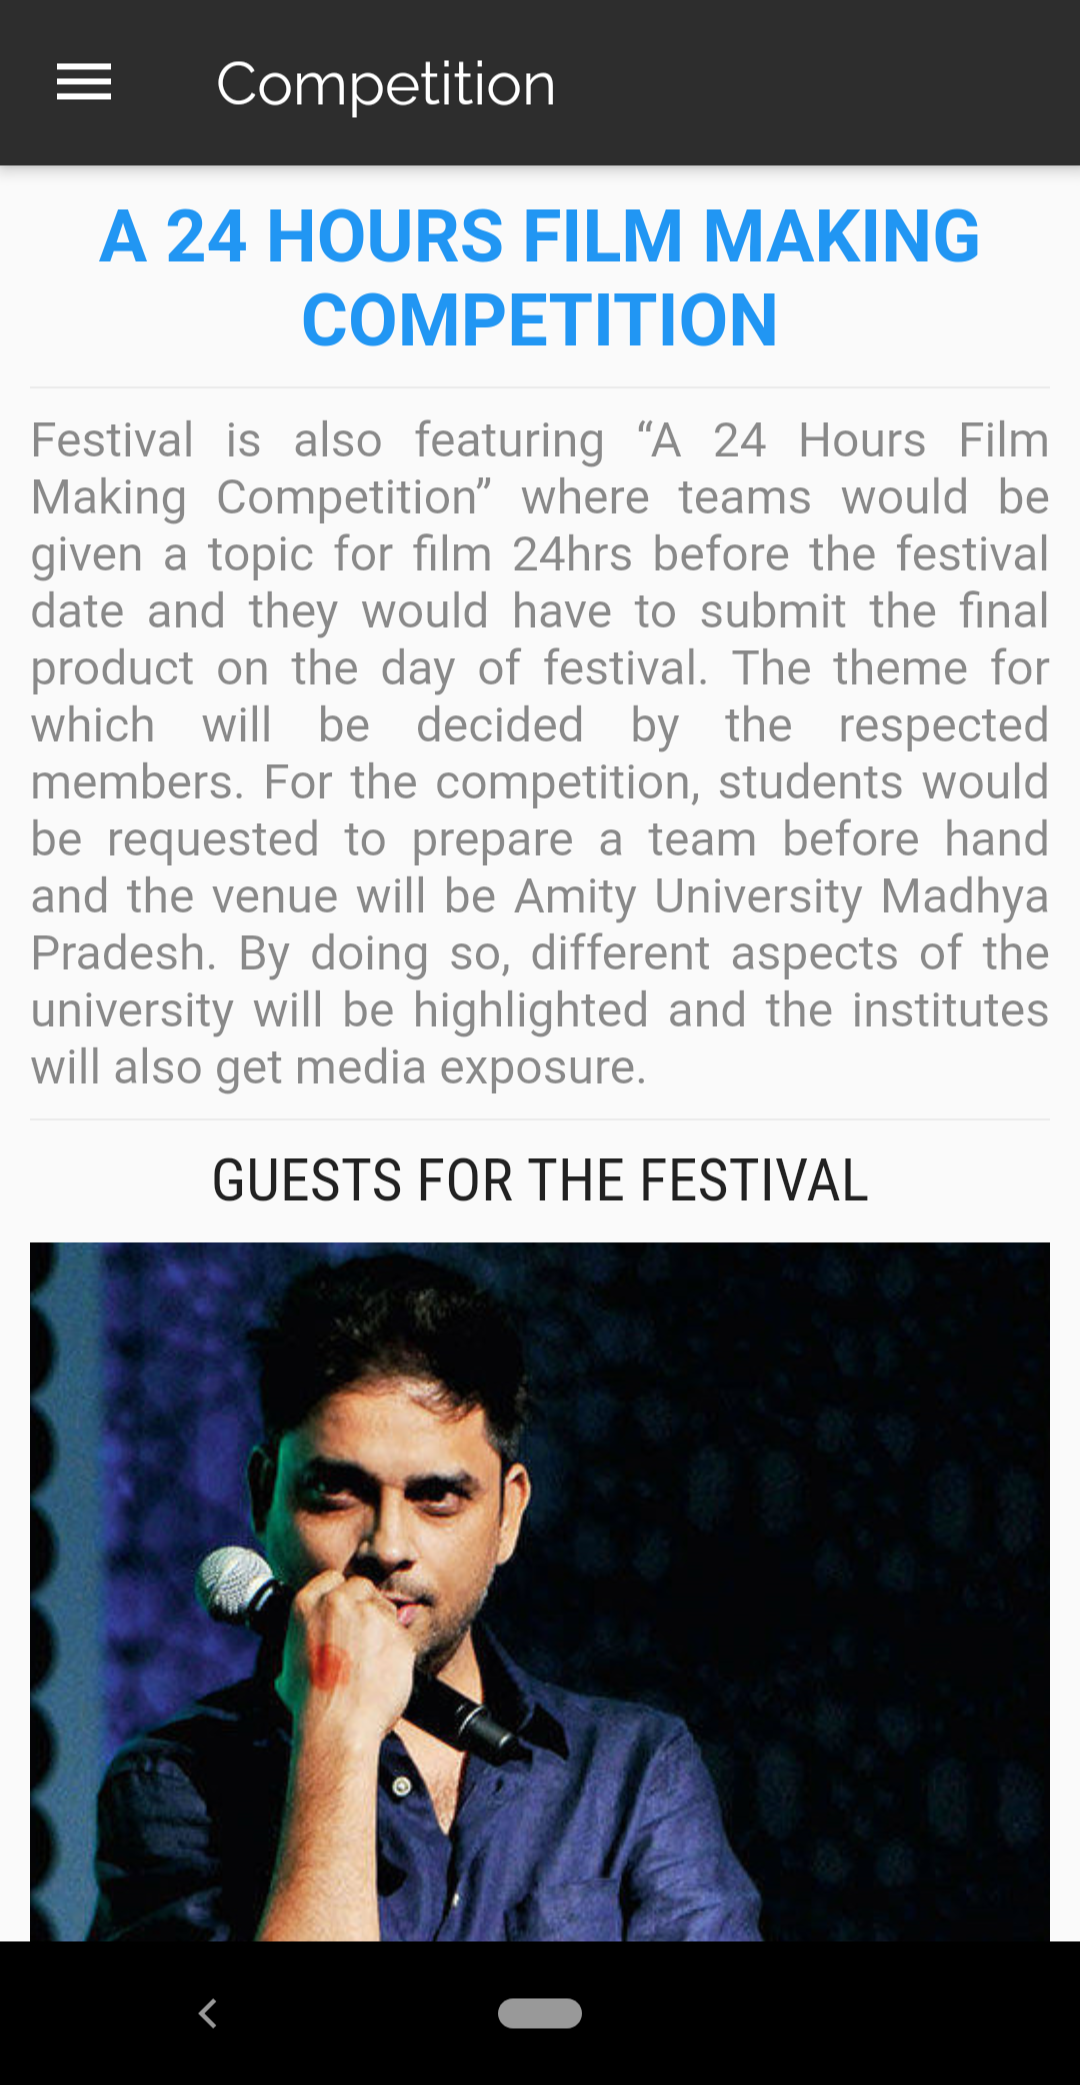 Competition
A 24 HOURS FILM MAKING
COMPETITION
Festival is also featuring “A 24 Hours Film
Making Competition” where teams would be
given a topic for film 24hrs before the festival
date and they would have to submit the final
product on the day of festival. The theme for
which will be decided by the respected
members. For the competition, students would
be requested to prepare a team before hand
and the venue will be Amity University Madhya
Pradesh. By doing so, different aspects of the
university will be highlighted and the institutes
will also get media exposure.
GUESTS FOR THE FESTIVAL